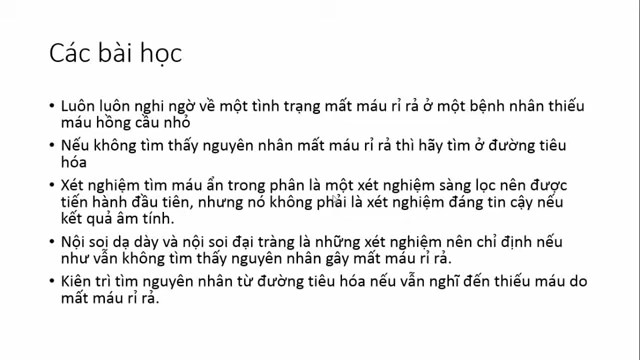 Các bài học
• Luôn luôn nghi ngờ về một tình trạng mất máu rỉ rả ở một bệnh nhân thiếu
máu hồng cầu nhỏ
• Nếu không tìm thấy nguyên nhân mất máu rỉ rả thì hãy tìm ở đường tiêu
hóa
• Xét nghiệm tìm máu ẩn trong phân là một xét nghiệm sàng lọc nên được
tiến hành đầu tiên, nhưng nó không phải là xét nghiệm đáng tin cậy nếu
kết quả âm tính.
• Nội soi dạ dày và nội soi đại tràng là những xét nghiệm nên chỉ định nếu
như vẫn không tìm thấy nguyên nhân gây mất máu rỉ rả.
• Kiên trì tìm nguyên nhân từ đường tiêu hóa nếu vẫn nghĩ đến thiếu máu do
mất máu rỉ rả.